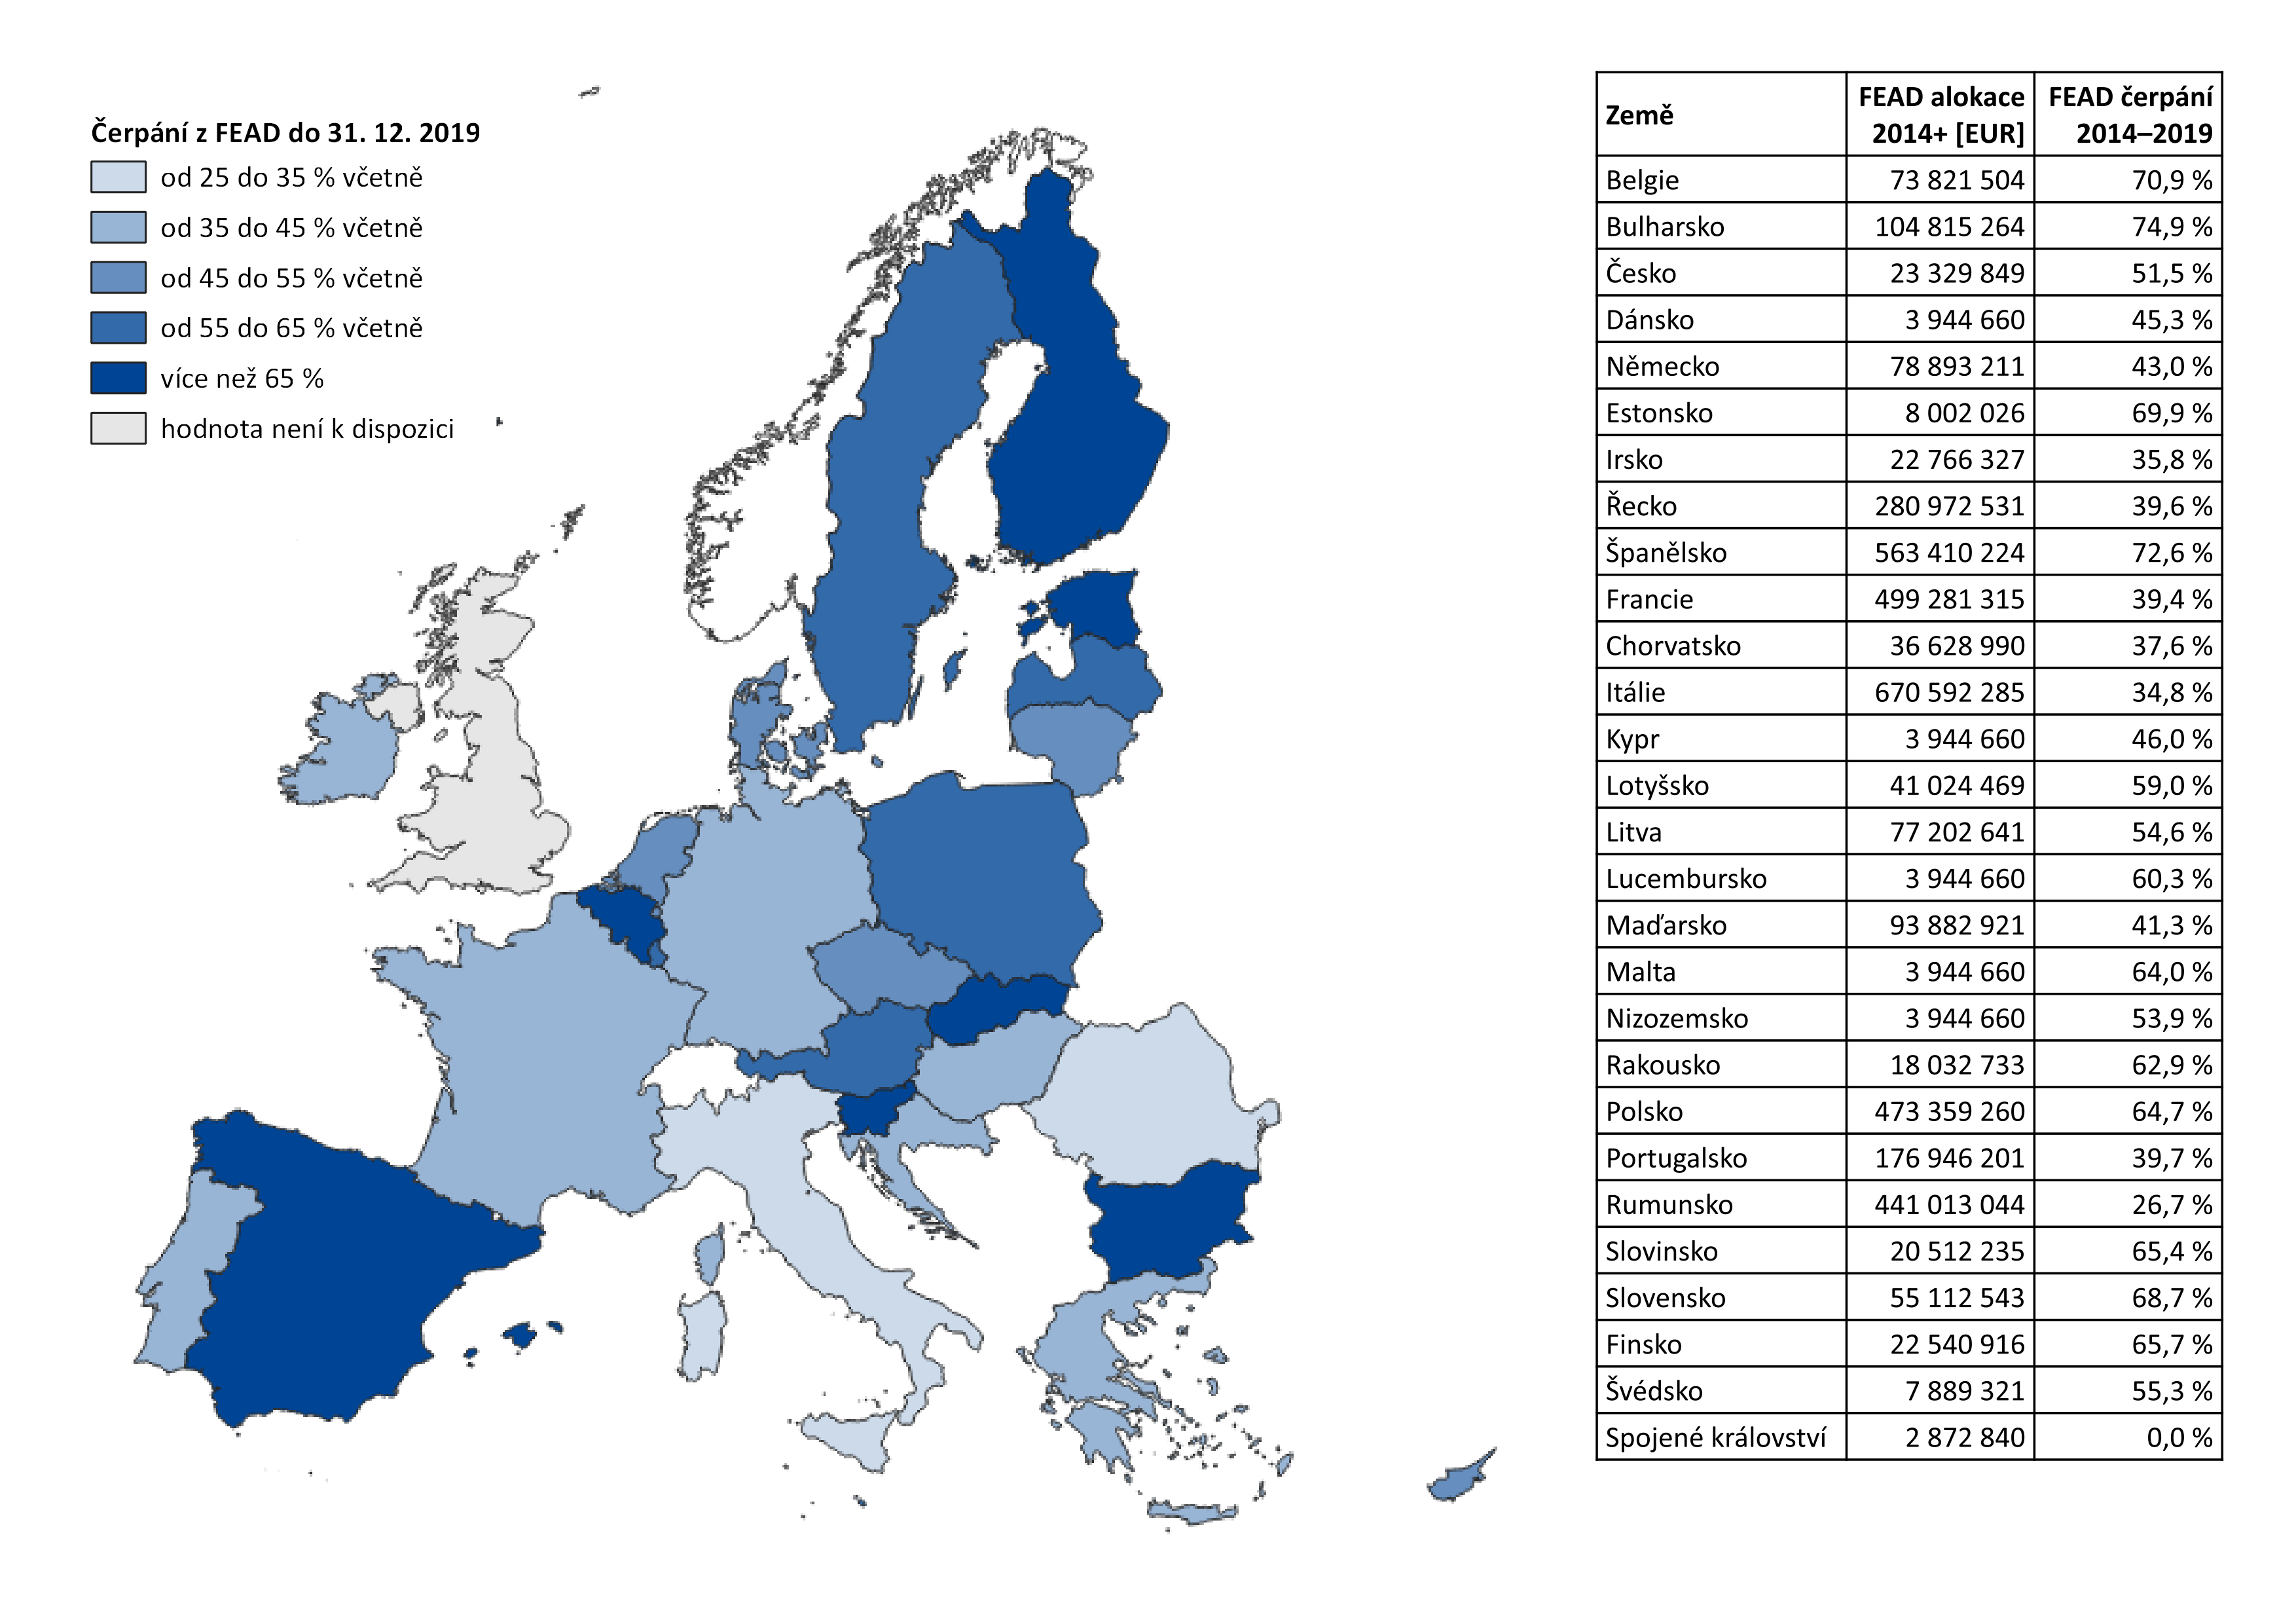 Čerpání z FEAD do 31. 12. 2019
od 25 do 35 % včetně
od 35 do 45 % včetně
od 45 do 55 % včetně
od 55 do 65 % včetně
více než 65 %
hodnota není k dispozici
Země FEAD alokace 2014+ [EUR] FEAD čerpání 2014–2019
Belgie 73 821 504 70,9 %
Bulharsko 104 815 264 74,9 %
Česko 23 329 849 51,5 %
Dánsko 3 944 660 45,3 %
Německo 78 893 211 43,0 %
Estonsko 8 002 026 69,9 %
Irsko 22 766 327 35,8 %
Řecko 280 972 531 39,6 %
Španělsko 563 410 224 72,6 %
Francie 499 281 315 39,4 %
Chorvatsko 36 628 990 37,6 %
Itálie 670 592 285 34,8 %
Kypr 3 944 660 46,0 %
Lotyšsko 41 024 469 59,0 %
Litva 77 202 641 54,6 %
Lucembursko 3 944 660 60,3 %
Maďarsko 93 882 921 41,3 %
Malta 3 944 660 64,0 %
Nizozemsko 3 944 660 53,9 %
Rakousko 18 032 733 62,9 %
Polsko 473 359 260 64,7 %
Portugalsko 176 946 201 39,7 %
Rumunsko 441 013 044 26,7 %
Slovinsko 20 512 235 65,4 %
Slovensko 55 112 543 68,7 %
Finsko 22 540 916 65,7 %
Švédsko 7 889 321 55,3 %
Spojené království 2 872 840 0,0 %